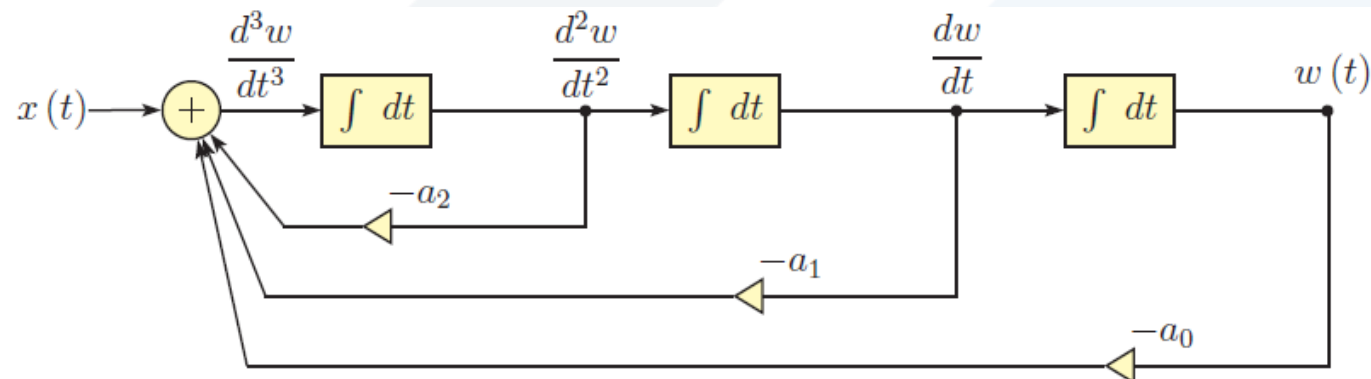 d³w/dt³ d²w/dt² dw/dt w (t)
x (t) + ∫ dt ∫ dt ∫ dt
−a₂
−a₁
−a₀